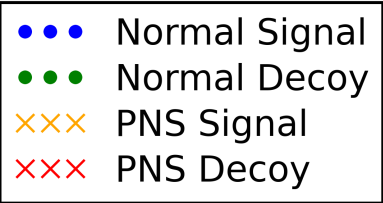 Normal Signal
Normal Decoy
PNS Signal
PNS Decoy